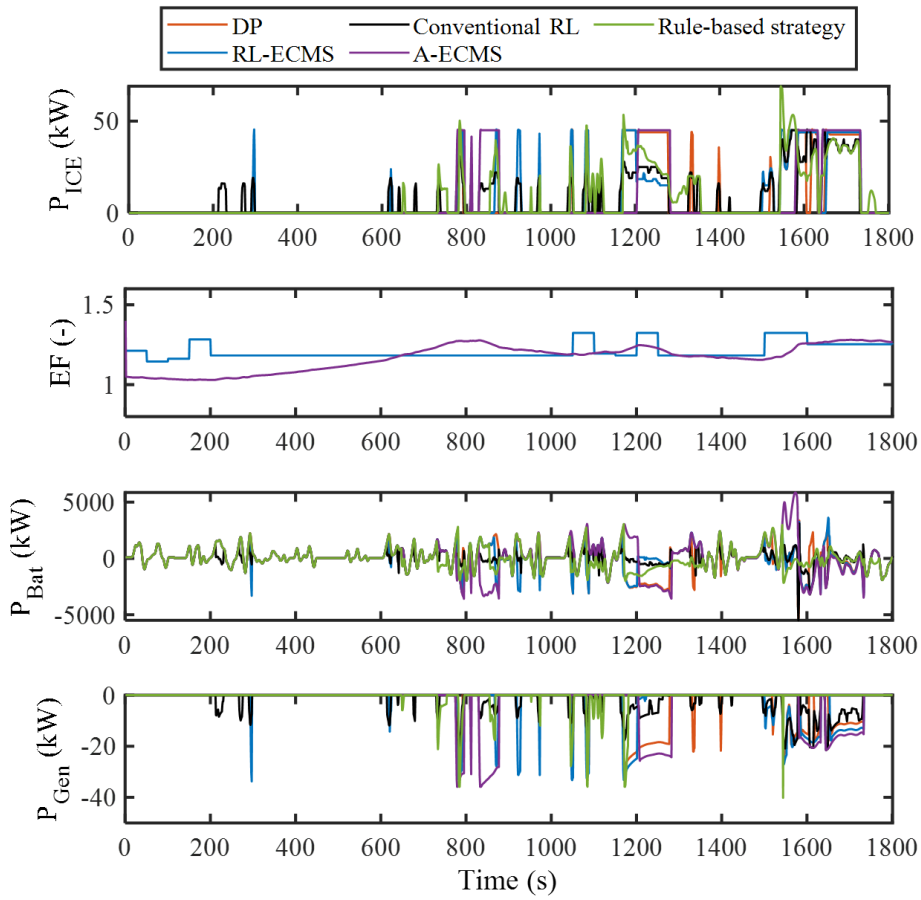 DP Conventional RL Rule-based strategy
RL-ECMS A-ECMS
P_ICE (kW)
50
0
0 200 400 600 800 1000 1200 1400 1600 1800
EF (-)
1.5
1
0 200 400 600 800 1000 1200 1400 1600 1800
P_Bat (kW)
5000
0
-5000
0 200 400 600 800 1000 1200 1400 1600 1800
P_Gen (kW)
0
-20
-40
0 200 400 600 800 1000 1200 1400 1600 1800
Time (s)